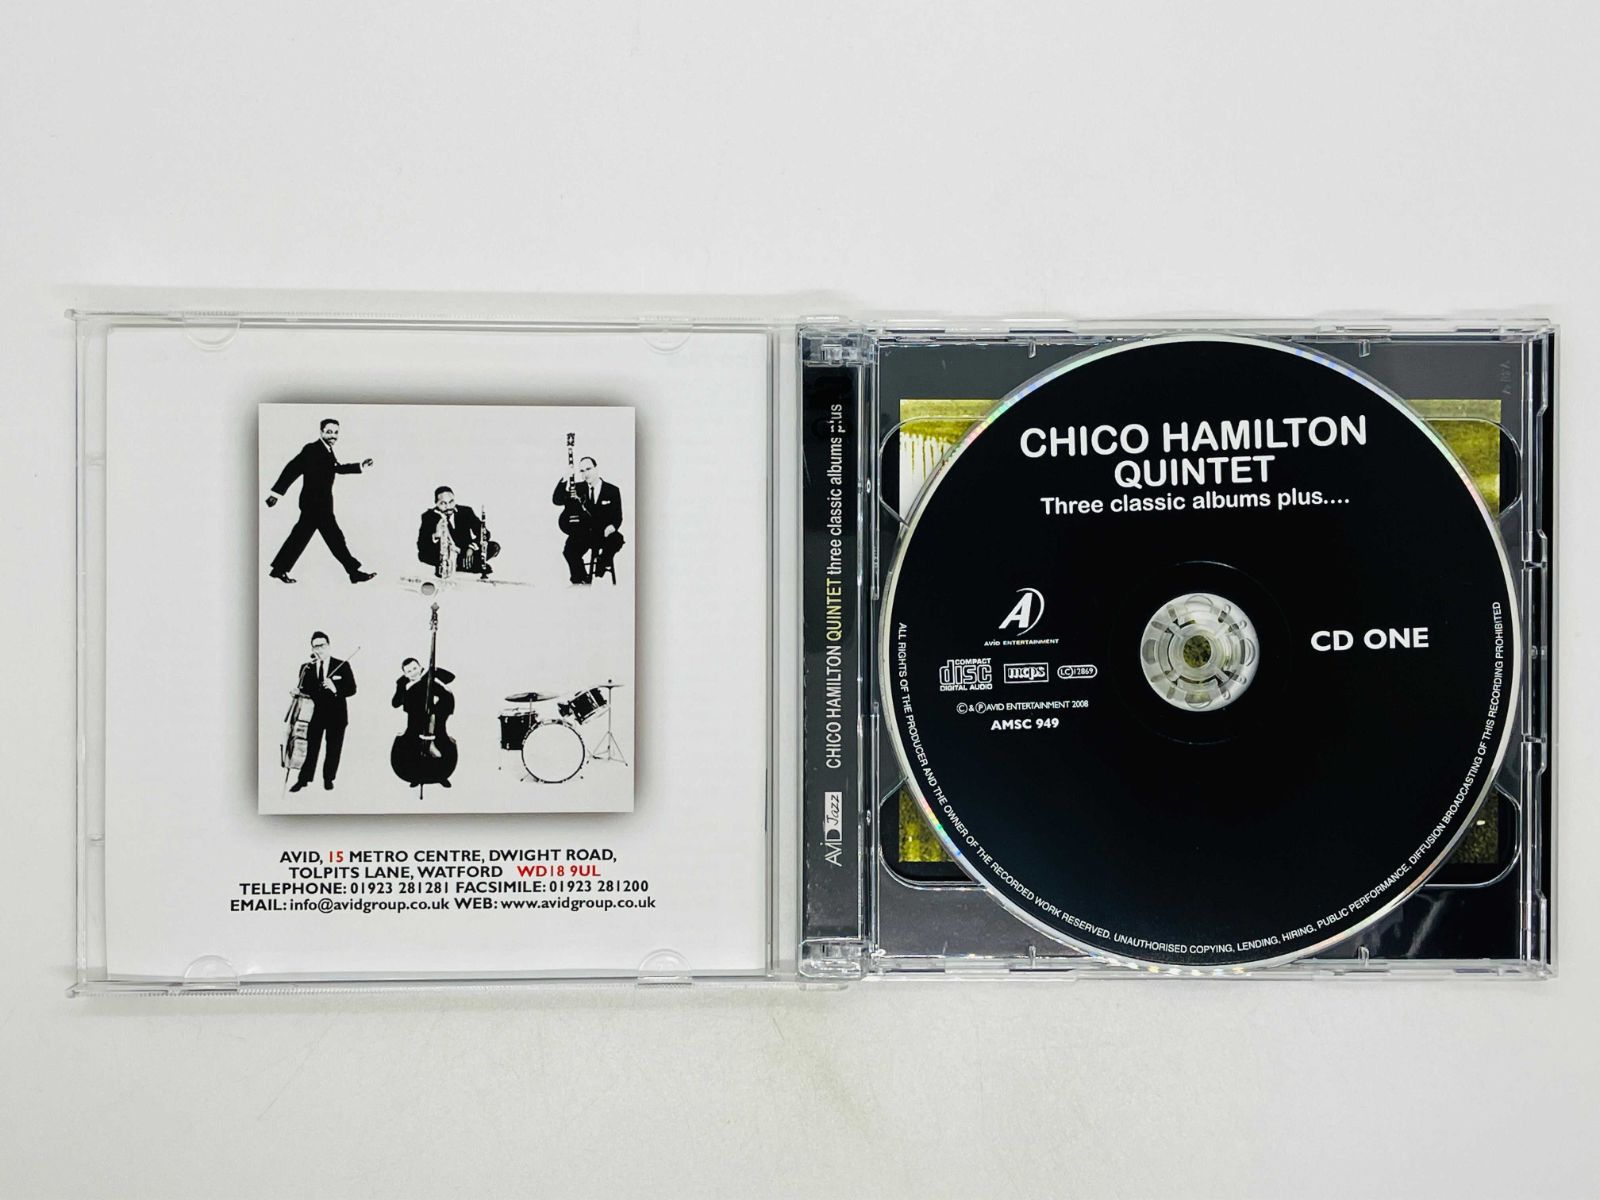 AVID, 15 METRO CENTRE, DWIGHT ROAD,
TOLPITS LANE, WATFORD WD18 9UL
TELEPHONE: 01923 281281 FACSIMILE: 01923 281200
EMAIL: info@avidgroup.co.uk WEB: www.avidgroup.co.uk
AVID Jazz CHICO HAMILTON QUINTET three classic albums plus
CHICO HAMILTON
QUINTET
Three classic albums plus....
A
AVID ENTERTAINMENT
CD ONE
COMPACT
disc
DIGITAL AUDIO
mcps
LC 12869
© & ℗ AVID ENTERTAINMENT 2008
AMSC 949
ALL RIGHTS OF THE PRODUCER AND THE OWNER OF THE RECORDED WORK RESERVED. UNAUTHORISED COPYING, LENDING, HIRING, PUBLIC PERFORMANCE, DIFFUSION BROADCASTING OF THIS RECORDING PROHIBITED